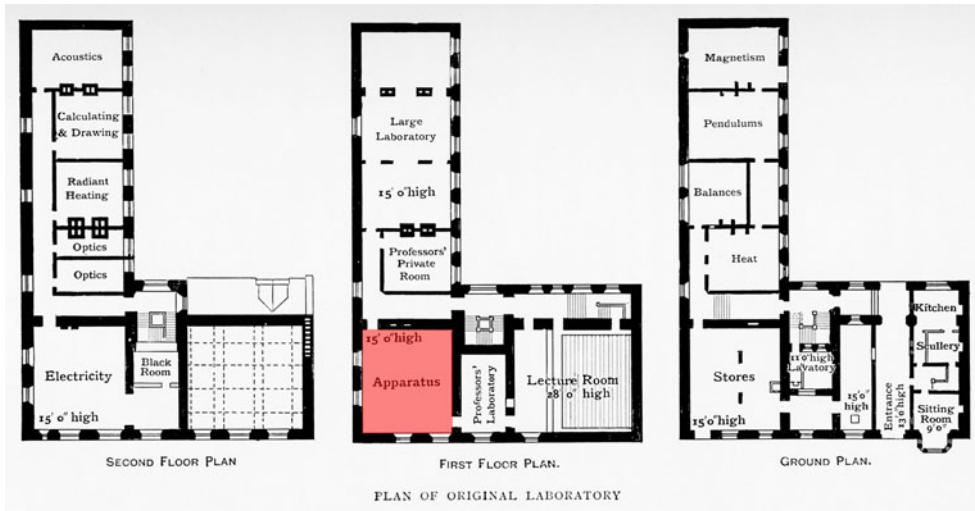 Acoustics
Calculating
& Drawing
Radiant
Heating
Optics
Optics
Electricity
Black
Room
15' 0" high
SECOND FLOOR PLAN
Large
Laboratory
15' 0" high
Professors'
Private
Room
15' 0" high
Apparatus
Professors'
Laboratory
Lecture Room
28' 0" high
FIRST FLOOR PLAN.
Magnetism
Pendulums
Balances
Heat
Stores
15' 0" high
11' 0" high
Lavatory
15' 0"
high
Entrance
13' 0" high
Kitchen
Scullery
Sitting
Room
9' 0"
GROUND PLAN.
PLAN OF ORIGINAL LABORATORY